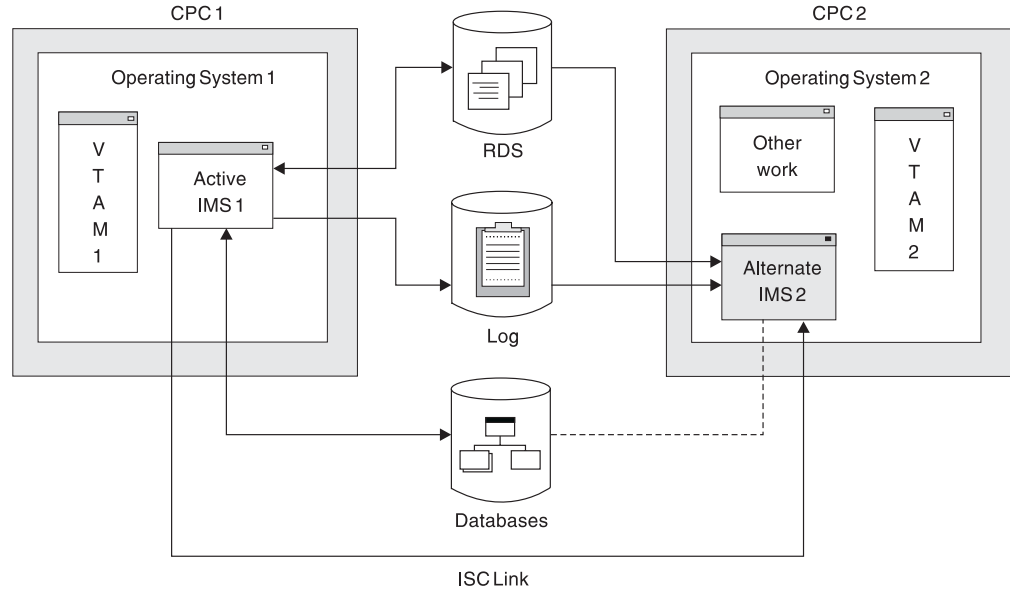 CPC 1
CPC 2
Operating System 1
V
T
A
M
1
Active
IMS 1
RDS
Log
Databases
ISC Link
Operating System 2
Other
work
V
T
A
M
2
Alternate
IMS 2